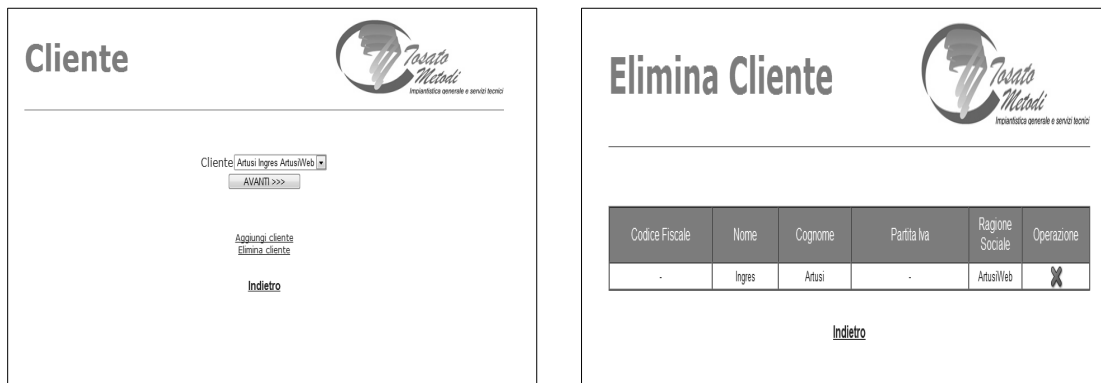 Cliente
Tosato
Metodi
Impiantistica generale e servizi tecnici
Cliente Artusi Ingres ArtusiWeb
AVANTI >>>
Aggiungi cliente
Elimina cliente
Indietro
Elimina Cliente
Tosato
Metodi
Impiantistica generale e servizi tecnici
Codice Fiscale Nome Cognome Partita Iva Ragione Sociale Operazione
- Ingres Artusi - ArtusiWeb
Indietro